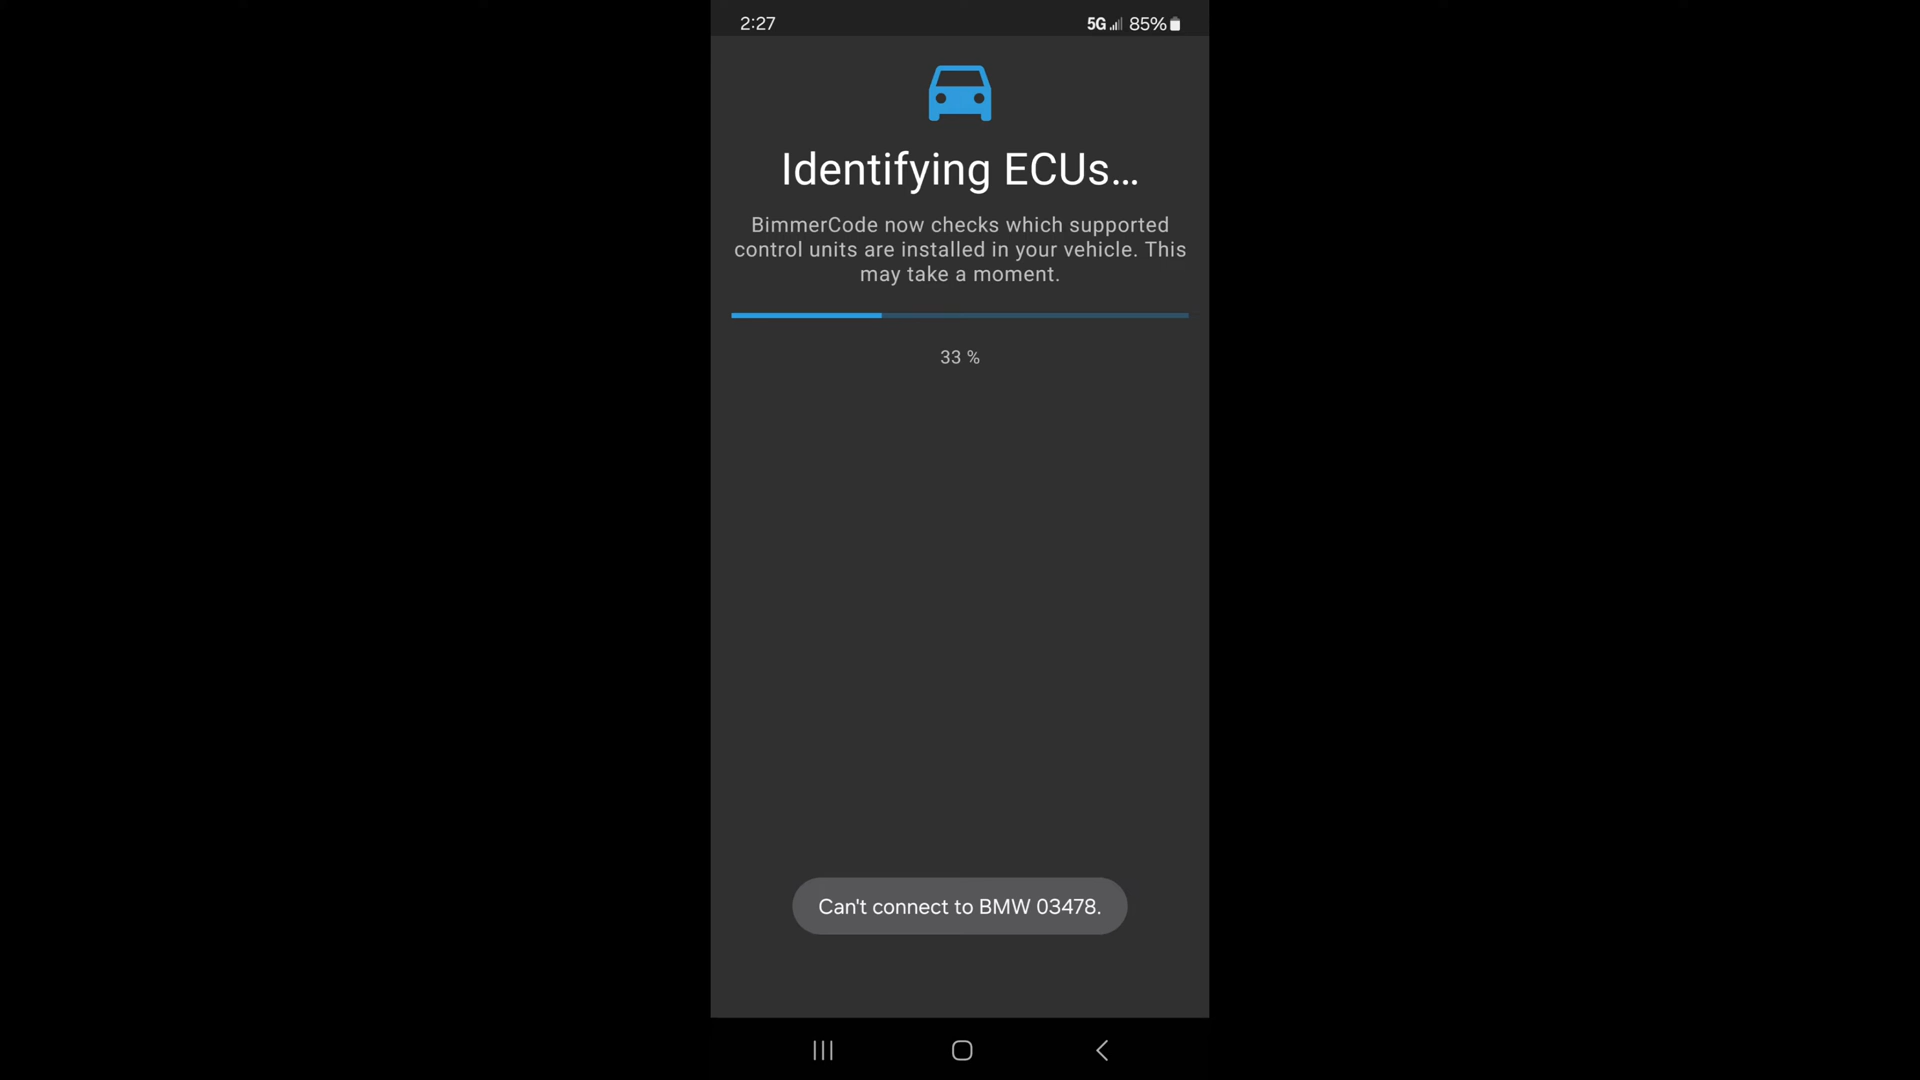 2:27
5G 85%
Identifying ECUs...
BimmerCode now checks which supported
control units are installed in your vehicle. This
may take a moment.
33 %
Can't connect to BMW 03478.